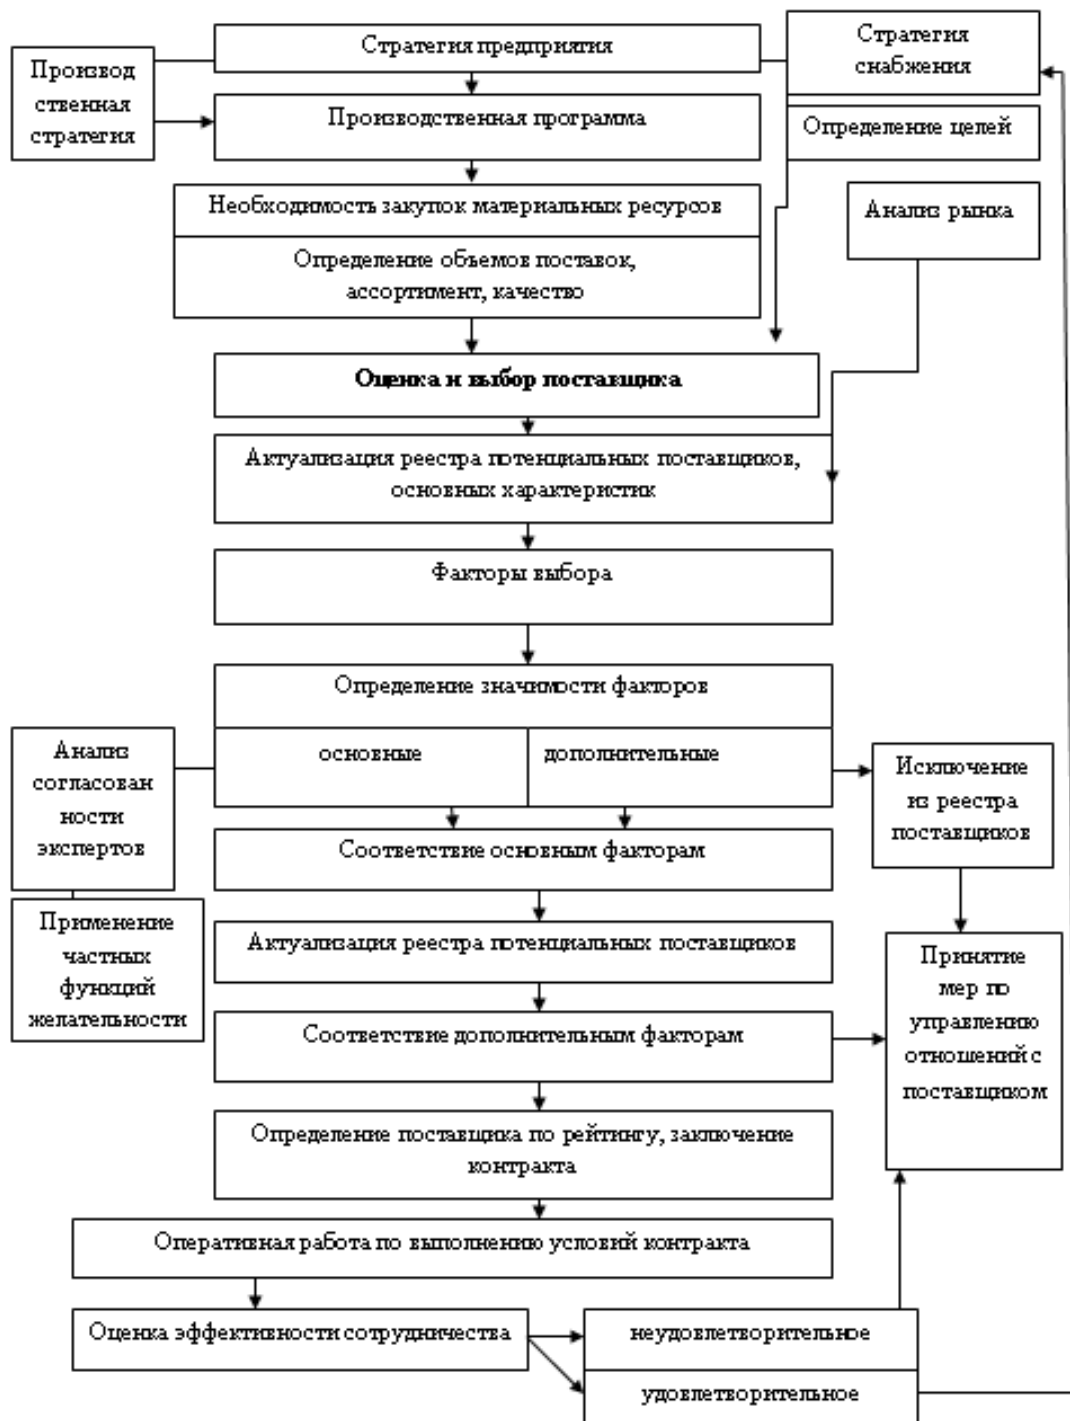 Стратегия предприятия
Стратегия
снабжения
Производ
ственная
стратегия
Производственная программа
Определение целей
Необходимость закупок материальных ресурсов
Анализ рынка
Определение объемов поставок,
ассортимент, качество
Оценка и выбор поставщика
Актуализация реестра потенциальных поставщиков,
основных характеристик
Факторы выбора
Определение значимости факторов
основные
дополнительные
Анализ
согласован
ности
экспертов
Исключение
из реестра
поставщиков
Соответствие основным факторам
Применение
частных
функций
желательности
Актуализация реестра потенциальных поставщиков
Принятие
мер по
управлению
отношений с
поставщиком
Соответствие дополнительным факторам
Определение поставщика по рейтингу, заключение
контракта
Оперативная работа по выполнению условий контракта
Оценка эффективности сотрудничества
неудовлетворительное
удовлетворительное